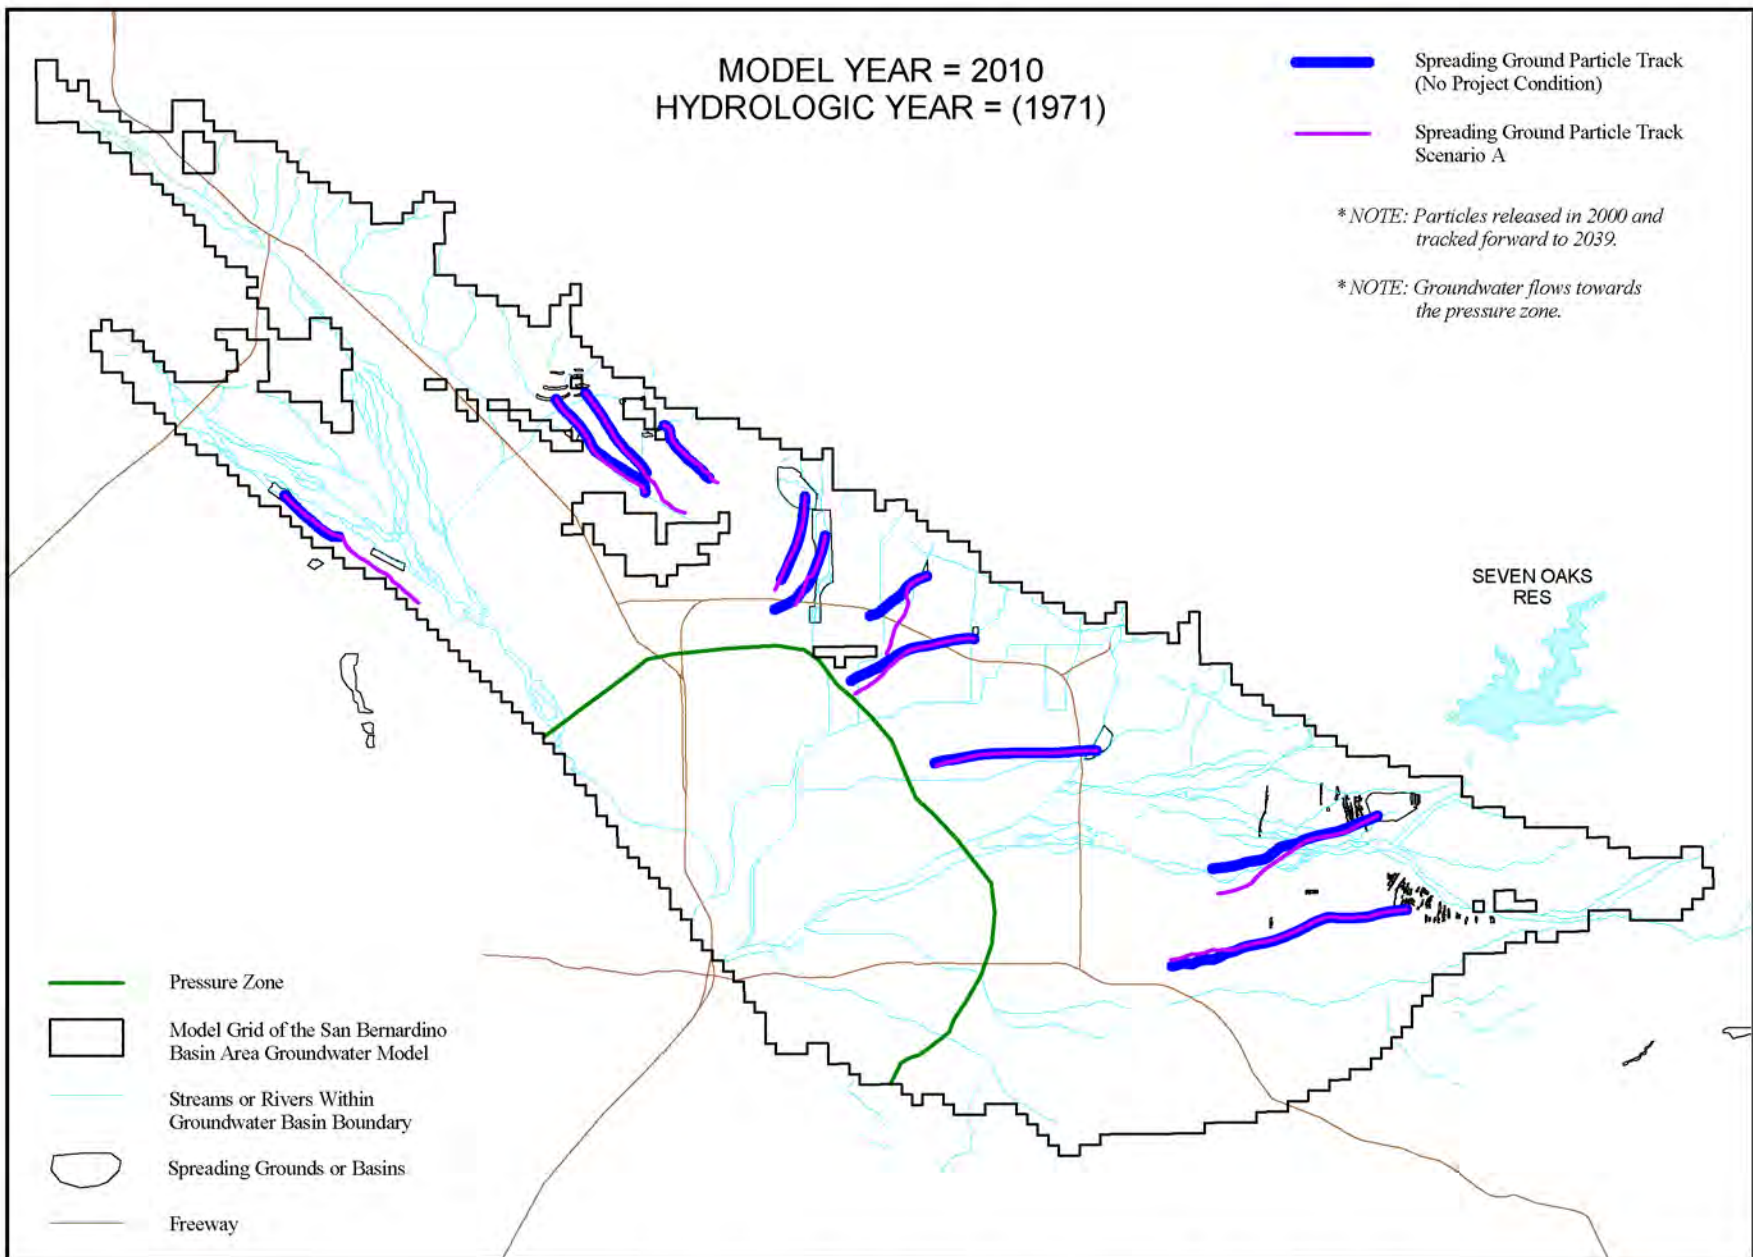 MODEL YEAR = 2010
HYDROLOGIC YEAR = (1971)
Spreading Ground Particle Track
(No Project Condition)
Spreading Ground Particle Track
Scenario A
* NOTE: Particles released in 2000 and
tracked forward to 2039.
* NOTE: Groundwater flows towards
the pressure zone.
SEVEN OAKS
RES
Pressure Zone
Model Grid of the San Bernardino
Basin Area Groundwater Model
Streams or Rivers Within
Groundwater Basin Boundary
Spreading Grounds or Basins
Freeway